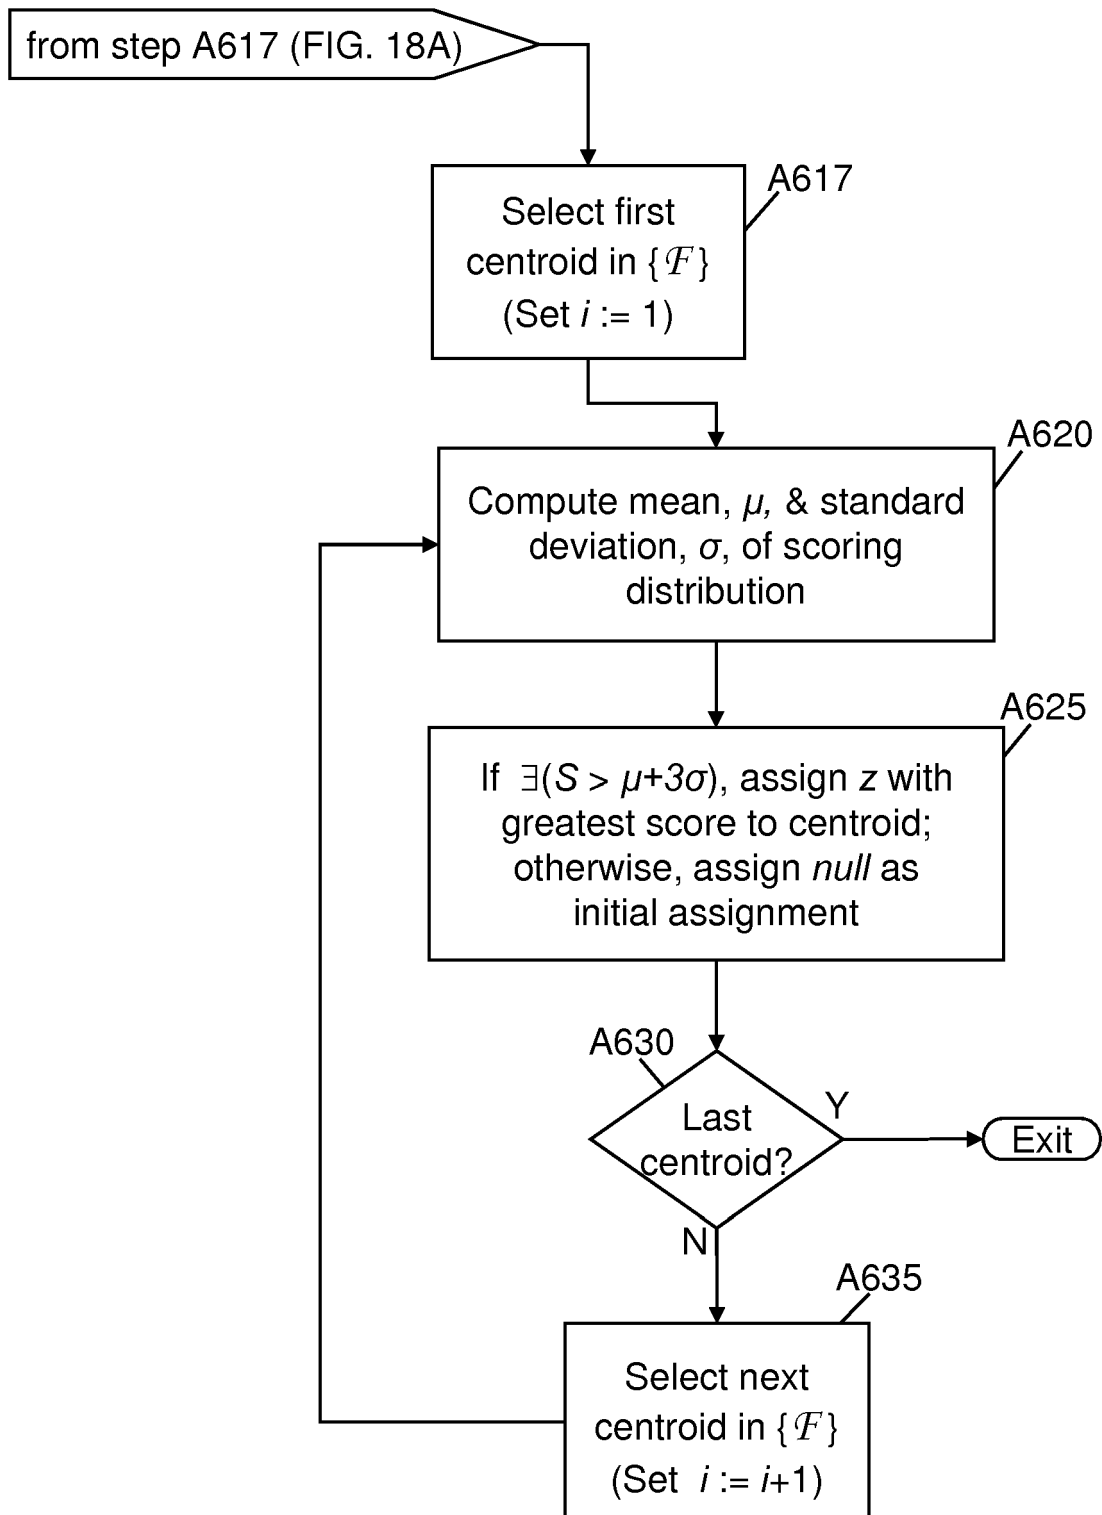 from step A617 (FIG. 18A)
A617
Select first
centroid in {ℱ}
(Set i := 1)
A620
Compute mean, μ, & standard
deviation, σ, of scoring
distribution
A625
If ∃(S > μ+3σ), assign z with
greatest score to centroid;
otherwise, assign null as
initial assignment
A630
Last
centroid?
Y
Exit
N
A635
Select next
centroid in {ℱ}
(Set i := i+1)